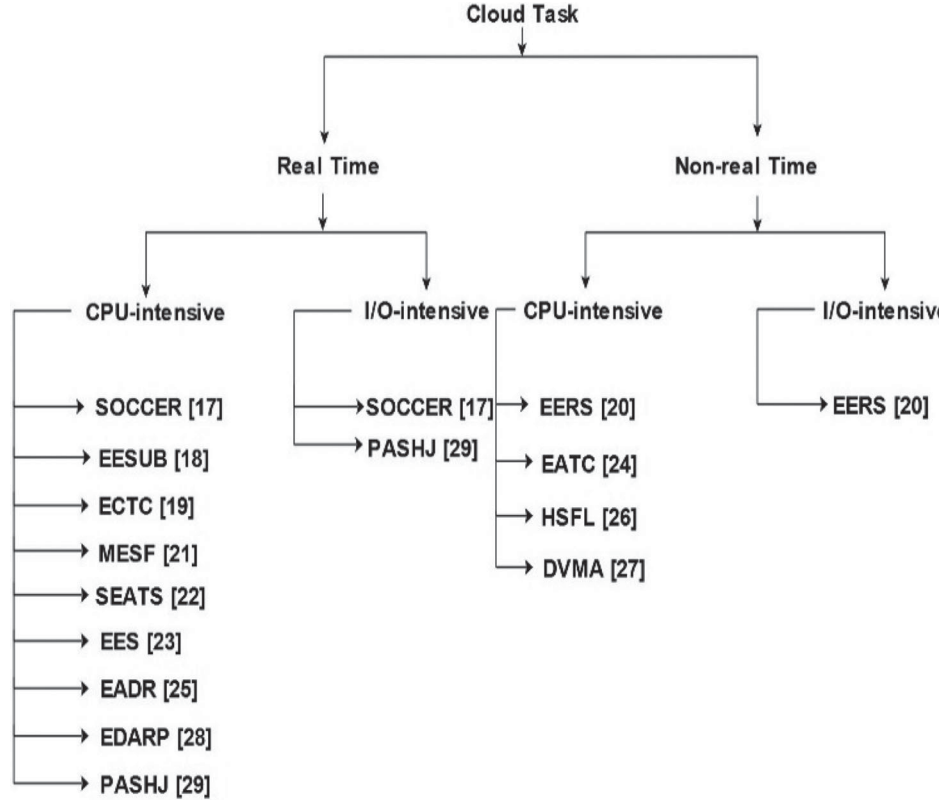 Cloud Task
Real Time
Non-real Time
CPU-intensive
I/O-intensive
CPU-intensive
I/O-intensive
SOCCER [17]
EESUB [18]
ECTC [19]
MESF [21]
SEATS [22]
EES [23]
EADR [25]
EDARP [28]
PASHJ [29]
SOCCER [17]
PASHJ [29]
EERS [20]
EATC [24]
HSFL [26]
DVMA [27]
EERS [20]